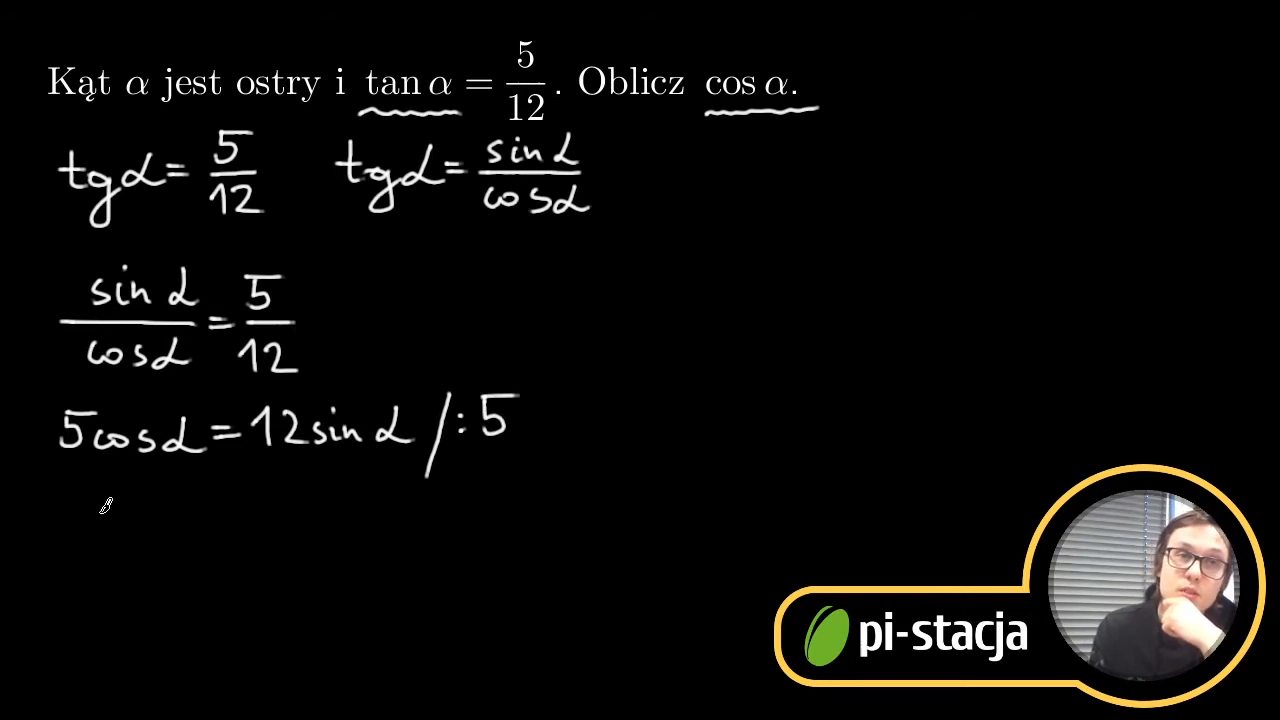 Kąt α jest ostry i tan α = 5/12. Oblicz cos α.
tgα = 5/12 tgα = sinα/cosα
sinα/cosα = 5/12
5cosα = 12sinα /:5
pi-stacja